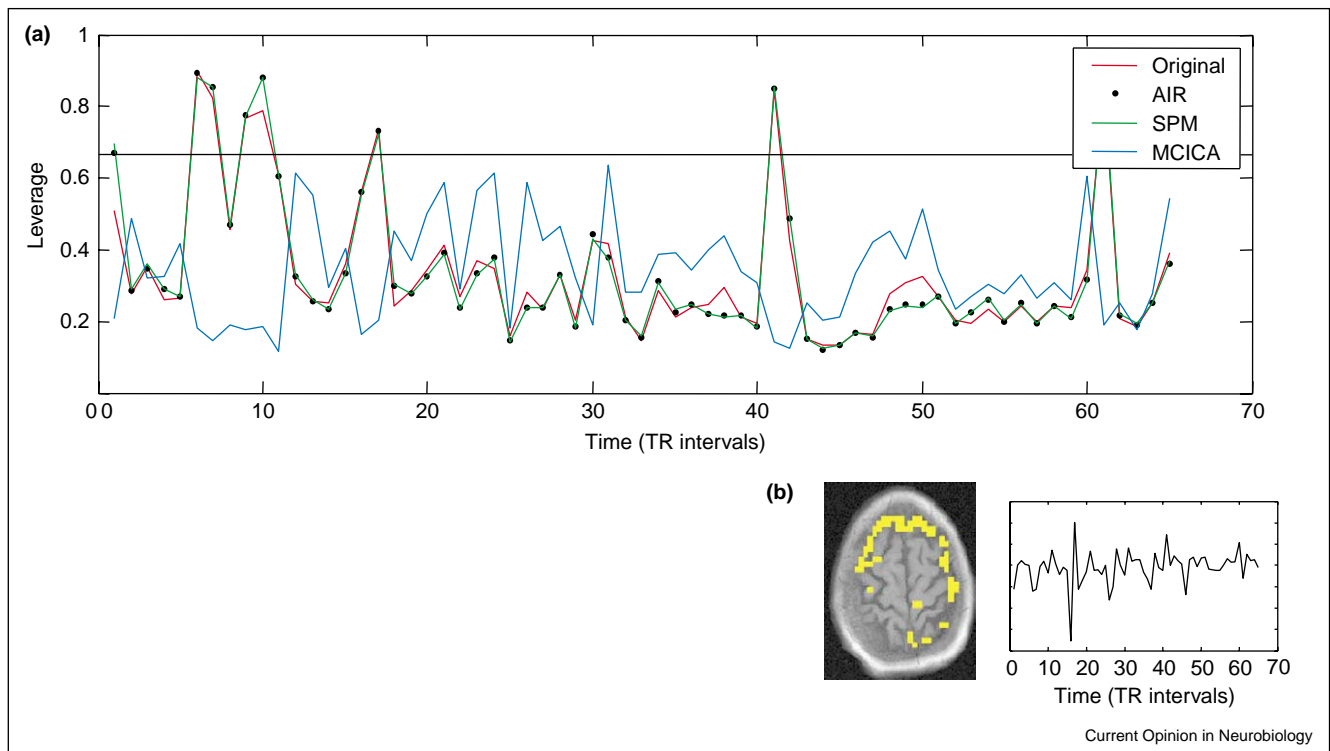 (a)
1
0.8
0.6
0.4
0.2
0
Leverage
0 10 20 30 40 50 60 70
Time (TR intervals)
Original
AIR
SPM
MCICA
(b)
0 10 20 30 40 50 60 70
Time (TR intervals)
Current Opinion in Neurobiology